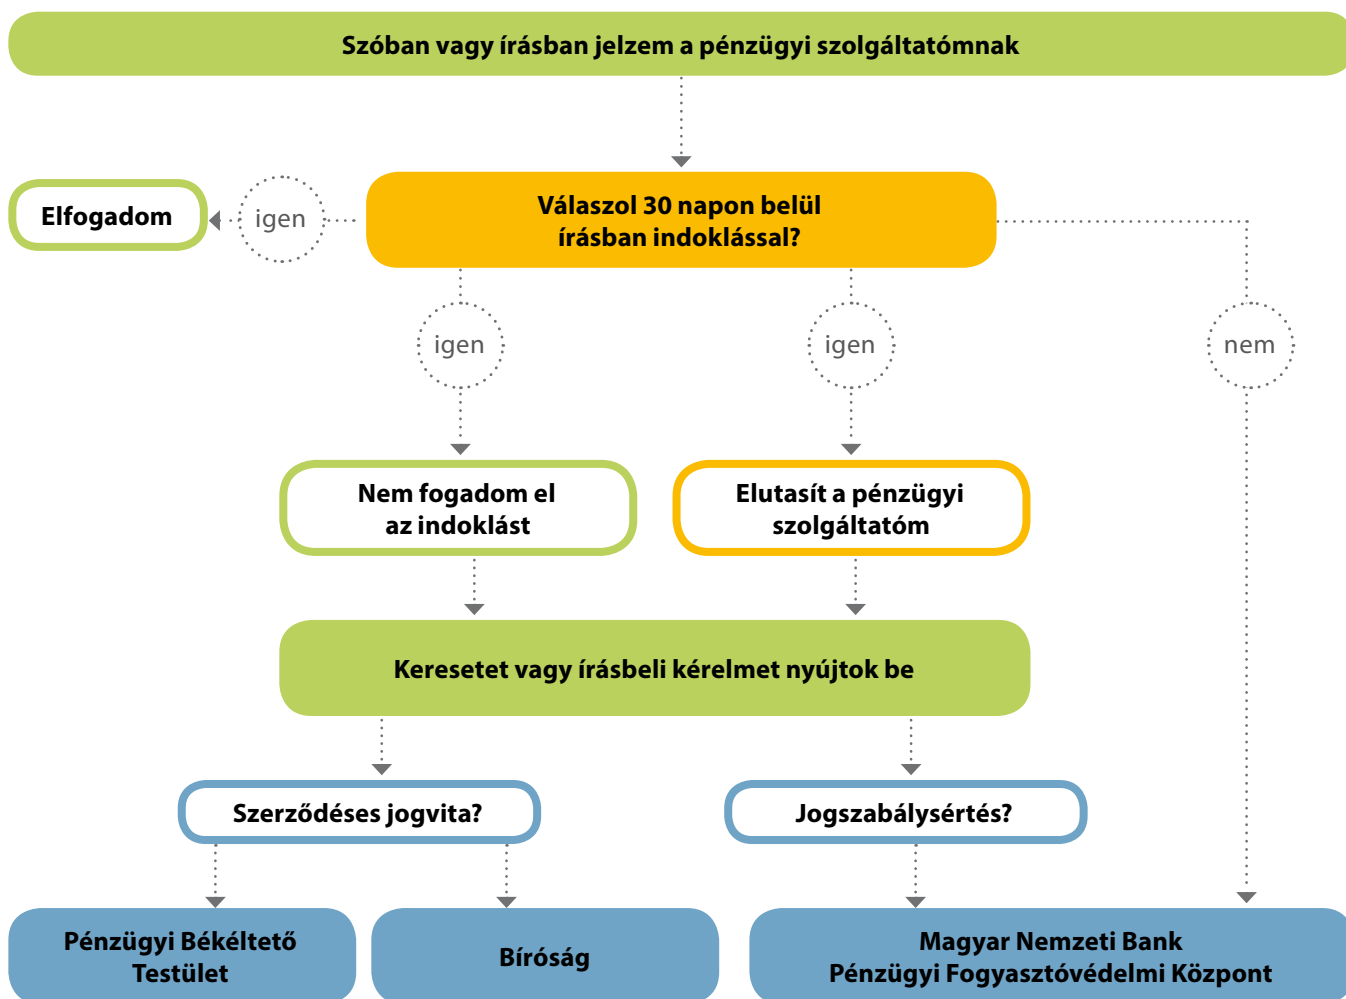 Szóban vagy írásban jelzem a pénzügyi szolgáltatómnak
Elfogadom
igen
Válaszol 30 napon belül
írásban indoklással?
igen
igen
nem
Nem fogadom el
az indoklást
Elutasít a pénzügyi
szolgáltatóm
Keresetet vagy írásbeli kérelmet nyújtok be
Szerződéses jogvita?
Jogszabálysértés?
Pénzügyi Békéltető
Testület
Bíróság
Magyar Nemzeti Bank
Pénzügyi Fogyasztóvédelmi Központ